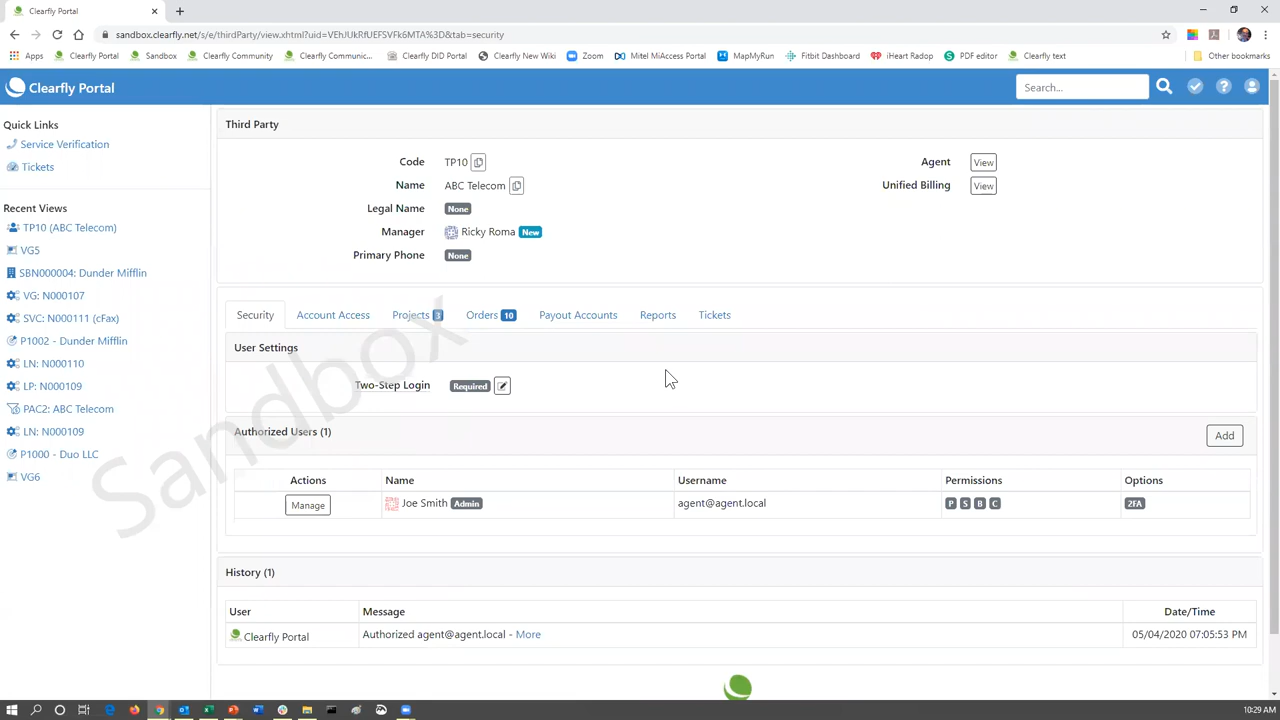 Clearfly Portal
sandbox.clearfly.net/s/e/thirdParty/view.xhtml?uid=VEhJUkRfUEFSVFk6MTA%3D&tab=security
Apps Clearfly Portal Sandbox Clearfly Community Clearfly Communic... Clearfly DID Portal Clearfly New Wiki Zoom Mitel MiAccess Portal MapMyRun Fitbit Dashboard iHeart Radop PDF editor Clearfly text Other bookmarks
Clearfly Portal Search...
Quick Links
Service Verification
Tickets
Recent Views
TP10 (ABC Telecom)
VG5
SBN000004: Dunder Mifflin
VG: N000107
SVC: N000111 (cFax)
P1002 - Dunder Mifflin
LN: N000110
LP: N000109
PAC2: ABC Telecom
LN: N000109
P1000 - Duo LLC
VG6
Third Party
Code TP10
Name ABC Telecom
Legal Name None
Manager Ricky Roma New
Primary Phone None
Agent View
Unified Billing View
Security Account Access Projects 3 Orders 10 Payout Accounts Reports Tickets
User Settings
Two-Step Login Required
Authorized Users (1) Add
Actions Name Username Permissions Options
Manage Joe Smith Admin agent@agent.local P S B C 2FA
History (1)
User Message Date/Time
Clearfly Portal Authorized agent@agent.local - More 05/04/2020 07:05:53 PM
Sandbox
10:29 AM